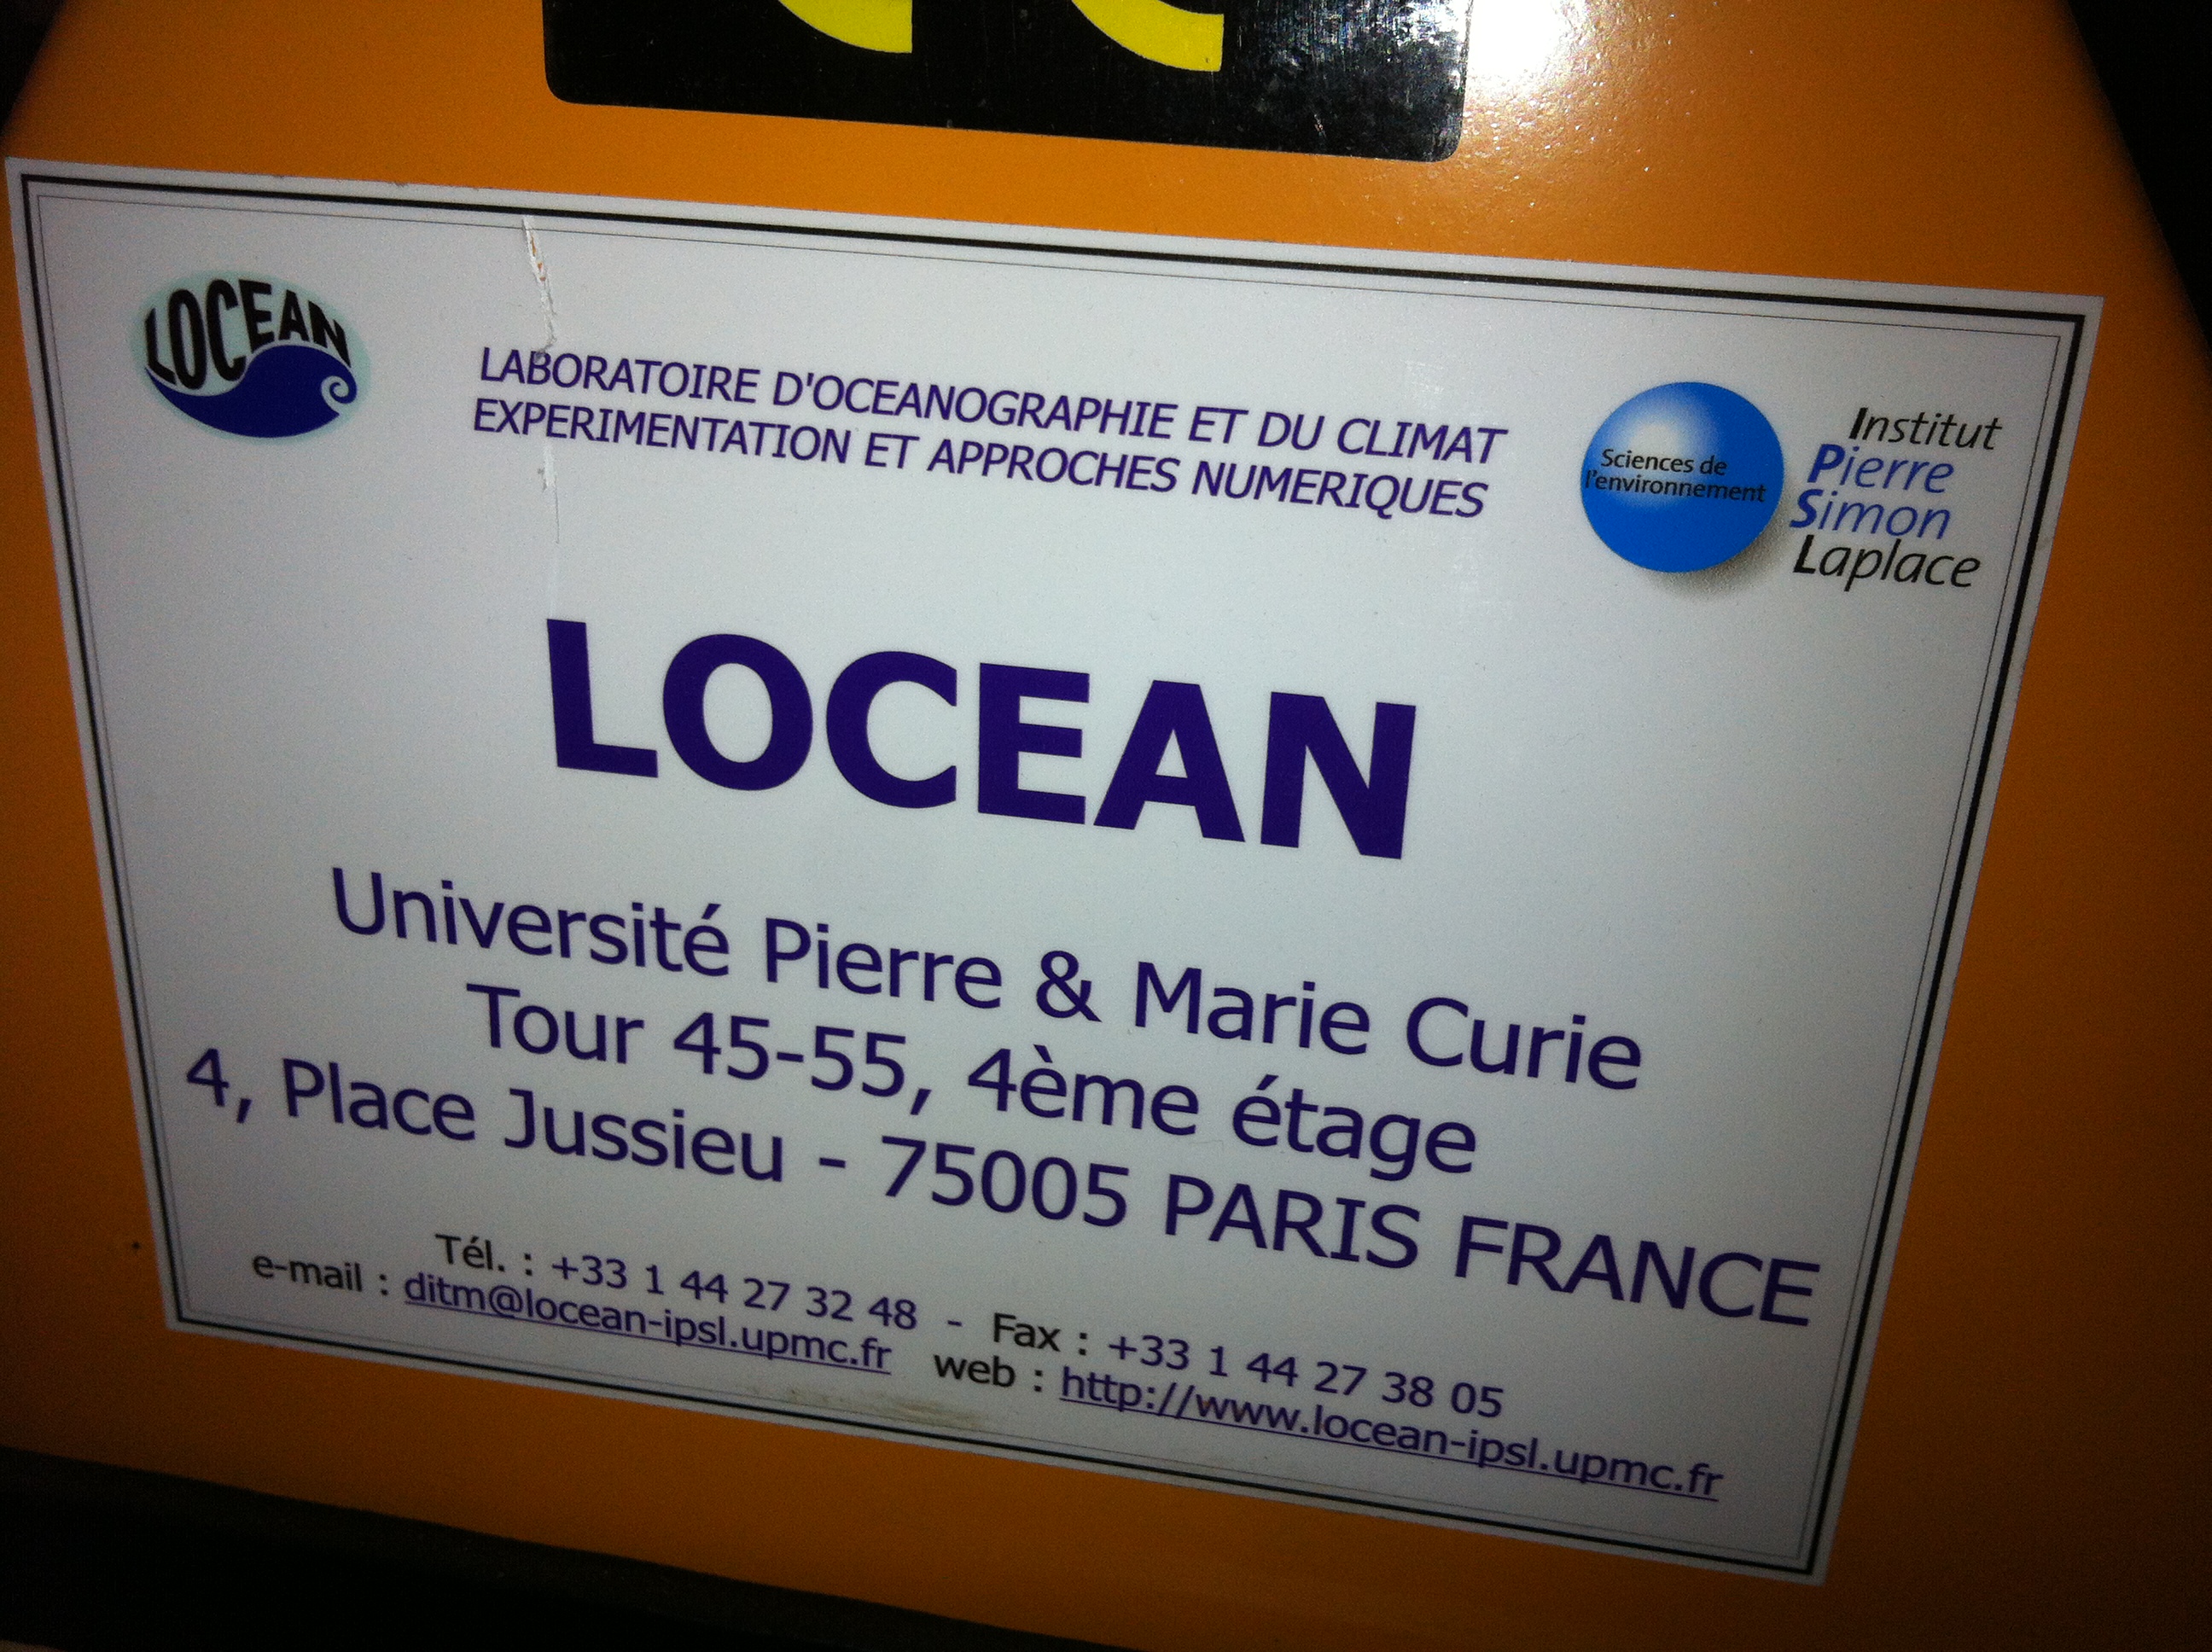 LOCEAN
LABORATOIRE D'OCEANOGRAPHIE ET DU CLIMAT
EXPERIMENTATION ET APPROCHES NUMERIQUES
Sciences de
l'environnement
Institut
Pierre
Simon
Laplace
LOCEAN
Université Pierre & Marie Curie
Tour 45-55, 4ème étage
4, Place Jussieu - 75005 PARIS FRANCE
Tél. : +33 1 44 27 32 48 - Fax : +33 1 44 27 38 05
e-mail : ditm@locean-ipsl.upmc.fr web : http://www.locean-ipsl.upmc.fr